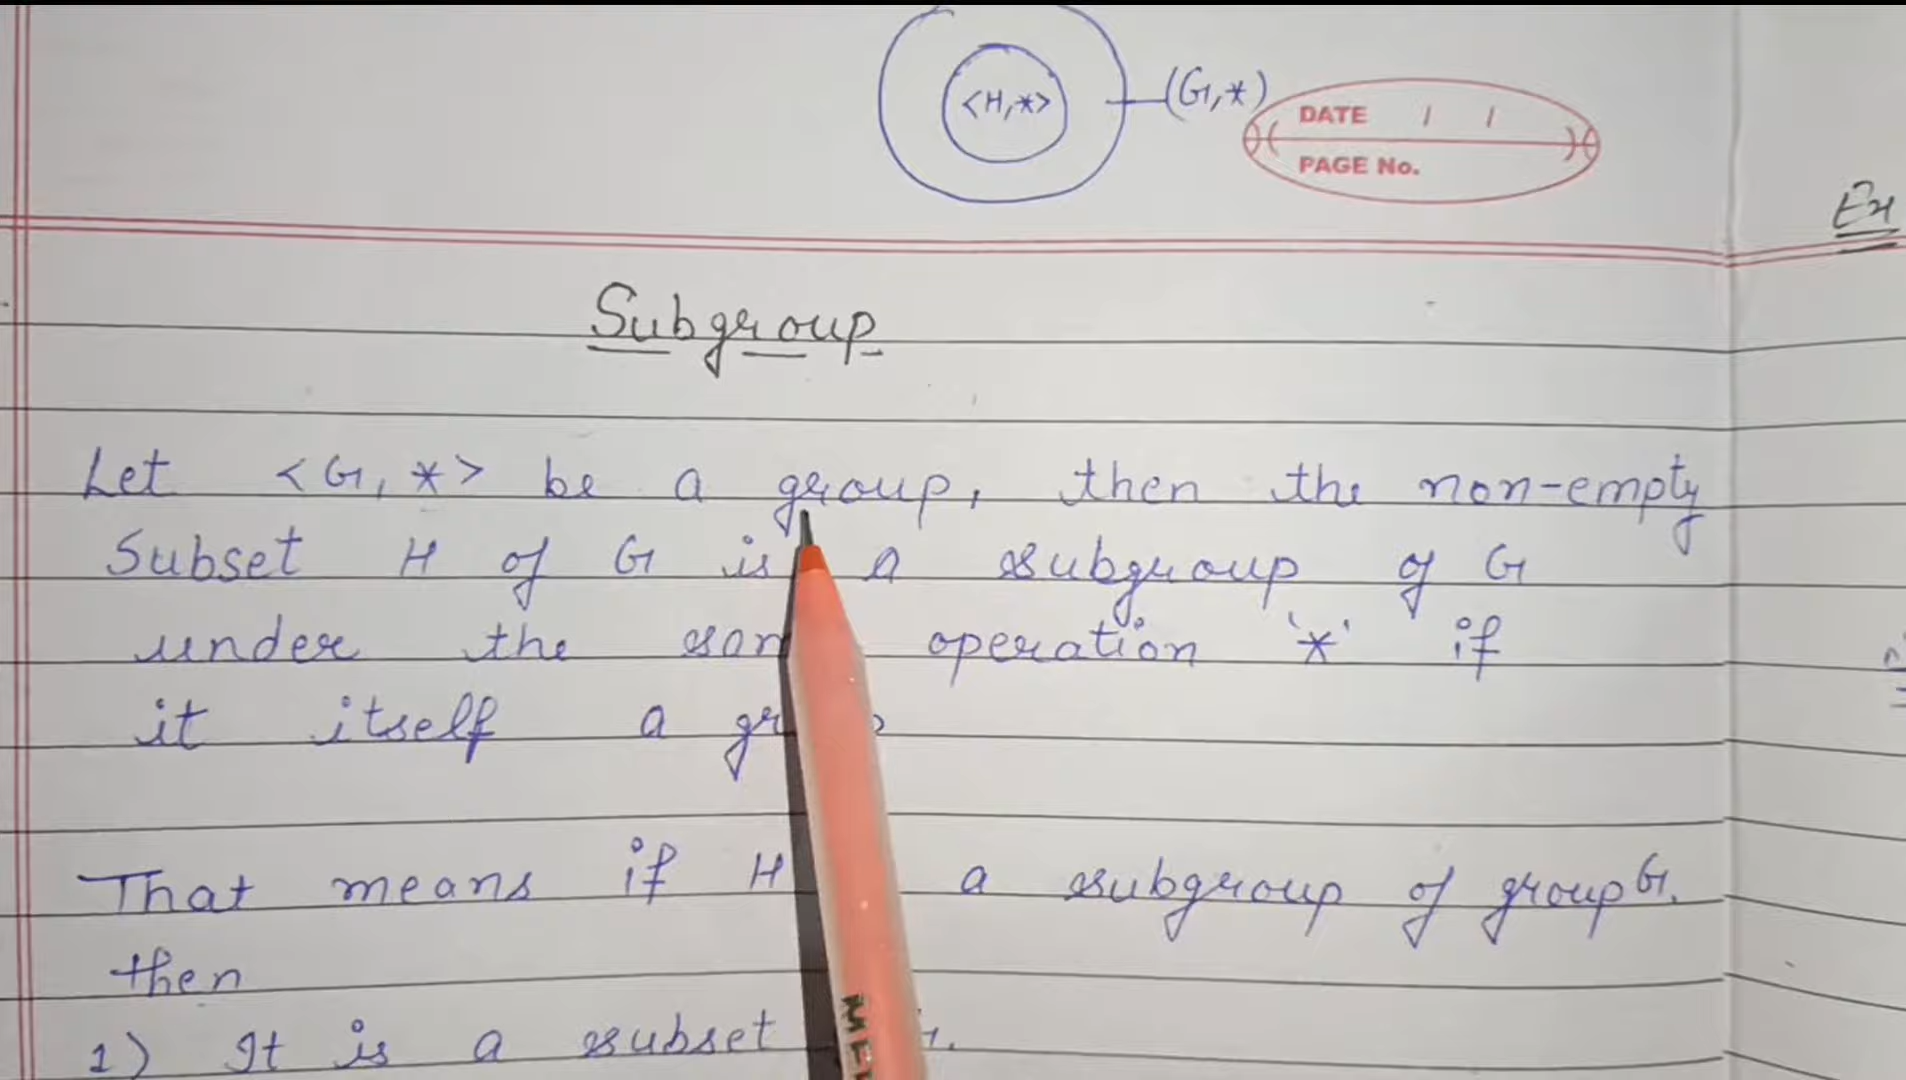 <H,*>
(G,*)
DATE / /
PAGE No.
Ex
Subgroup
Let <G, *> be a group, then the non-empty
Subset H of G is a subgroup of G
under the operation '*' if
it itself a
That means if H a subgroup of group G.
then
1) It is a subset